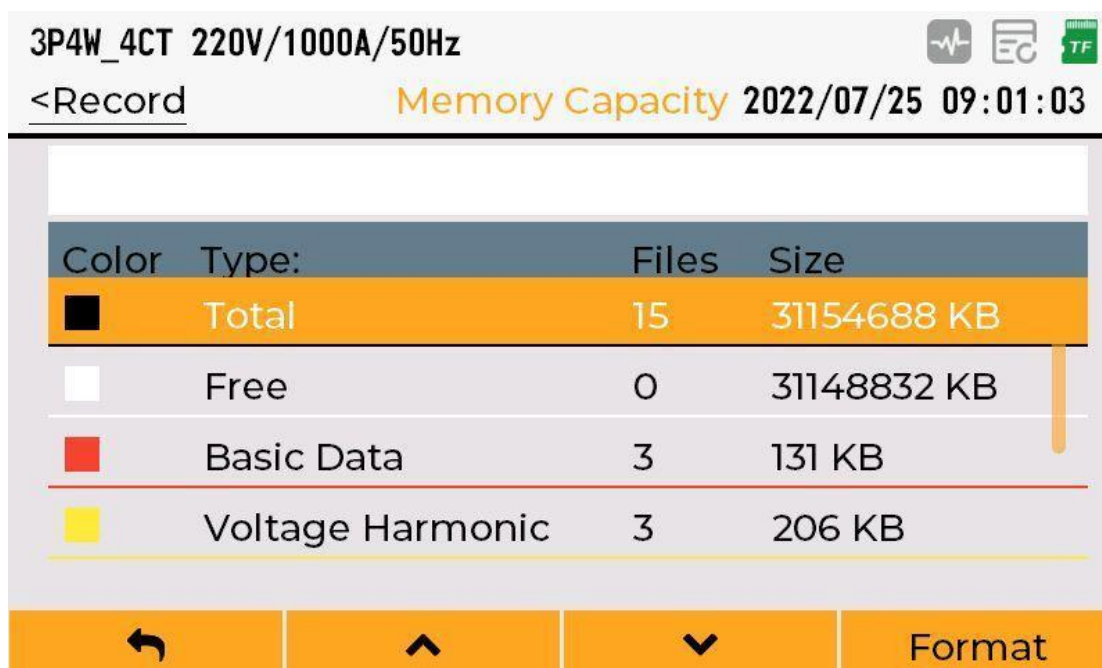 3P4W_4CT 220V/1000A/50Hz TF
<Record Memory Capacity 2022/07/25 09:01:03
Color Type: Files Size
Total 15 31154688 KB
Free 0 31148832 KB
Basic Data 3 131 KB
Voltage Harmonic 3 206 KB
Format